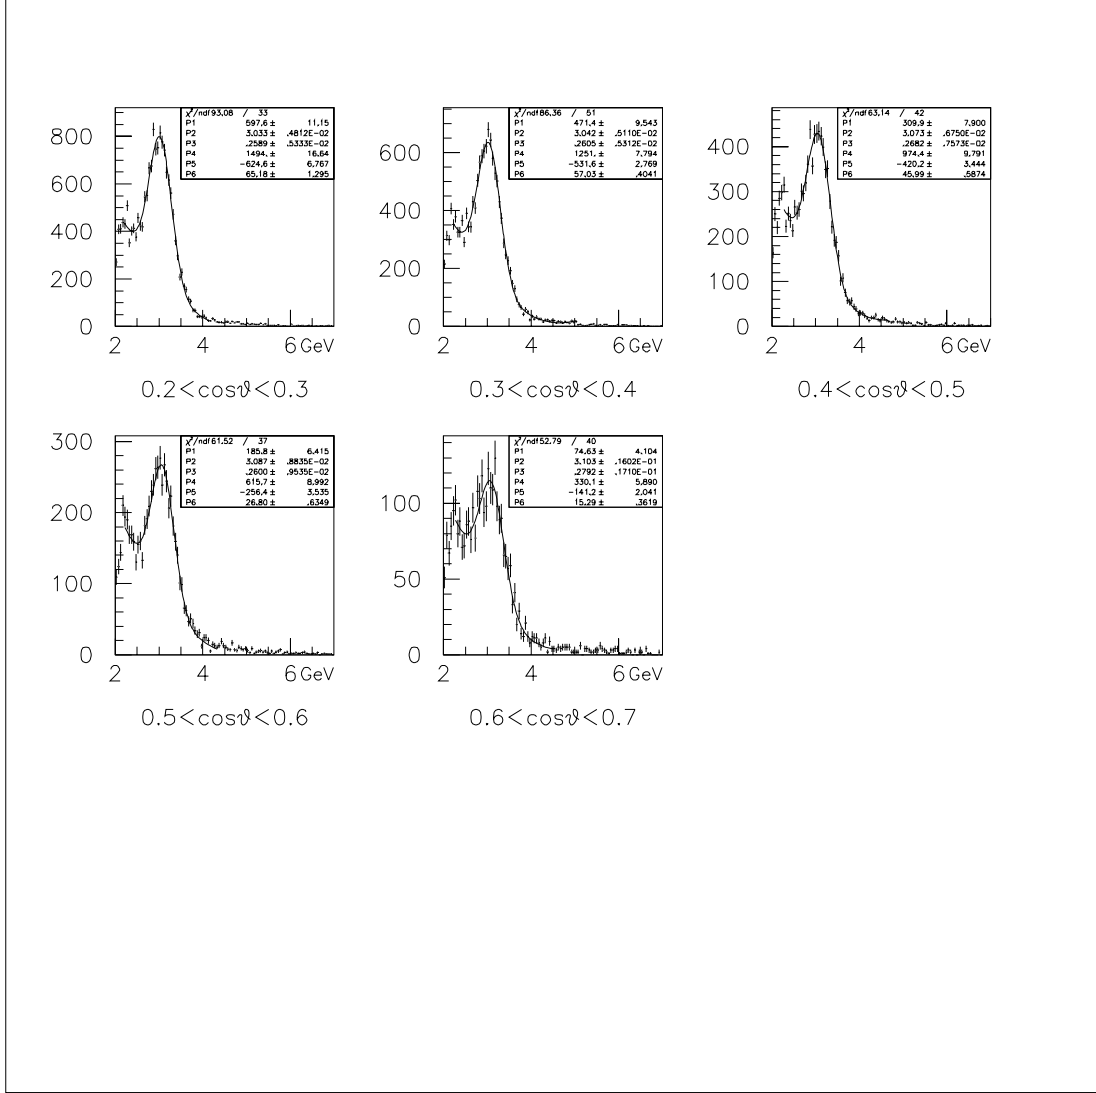 χ²/ndf 93.08 / 33
P1 597.6 ± 11.15
P2 3.033 ± .4812E-02
P3 .2589 ± .5333E-02
P4 1494. ± 16.64
P5 -624.6 ± 6.767
P6 65.18 ± 1.295
800
600
400
200
0
2 4 6 GeV
0.2<cosϑ<0.3
χ²/ndf 86.36 / 51
P1 471.4 ± 9.543
P2 3.042 ± .5110E-02
P3 .2605 ± .5312E-02
P4 1251. ± 7.794
P5 -531.6 ± 2.769
P6 57.03 ± .4041
600
400
200
0
2 4 6 GeV
0.3<cosϑ<0.4
χ²/ndf 63.14 / 42
P1 309.9 ± 7.900
P2 3.073 ± .6750E-02
P3 .2682 ± .7573E-02
P4 974.4 ± 9.791
P5 -420.2 ± 3.444
P6 45.99 ± .5874
400
300
200
100
0
2 4 6 GeV
0.4<cosϑ<0.5
χ²/ndf 61.52 / 37
P1 185.8 ± 6.415
P2 3.087 ± .8835E-02
P3 .2600 ± .9535E-02
P4 615.7 ± 8.992
P5 -256.4 ± 3.535
P6 26.80 ± .6349
300
200
100
0
2 4 6 GeV
0.5<cosϑ<0.6
χ²/ndf 52.79 / 40
P1 74.63 ± 4.104
P2 3.103 ± .1602E-01
P3 .2792 ± .1710E-01
P4 330.1 ± 5.890
P5 -141.2 ± 2.041
P6 15.29 ± .3619
100
50
0
2 4 6 GeV
0.6<cosϑ<0.7